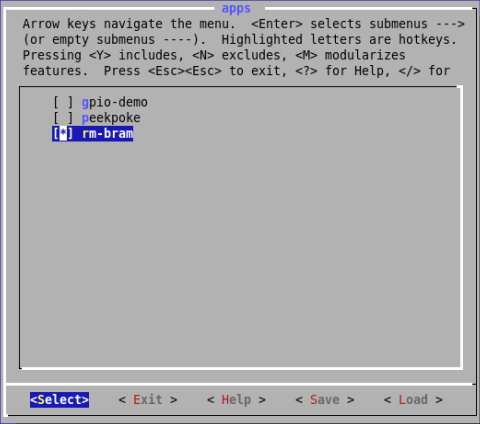 apps
Arrow keys navigate the menu.  <Enter> selects submenus --->
(or empty submenus ----).  Highlighted letters are hotkeys.
Pressing <Y> includes, <N> excludes, <M> modularizes
features.  Press <Esc><Esc> to exit, <?> for Help, </> for
[ ] gpio-demo
[ ] peekpoke
[*] rm-bram
<Select>    < Exit >    < Help >    < Save >    < Load >